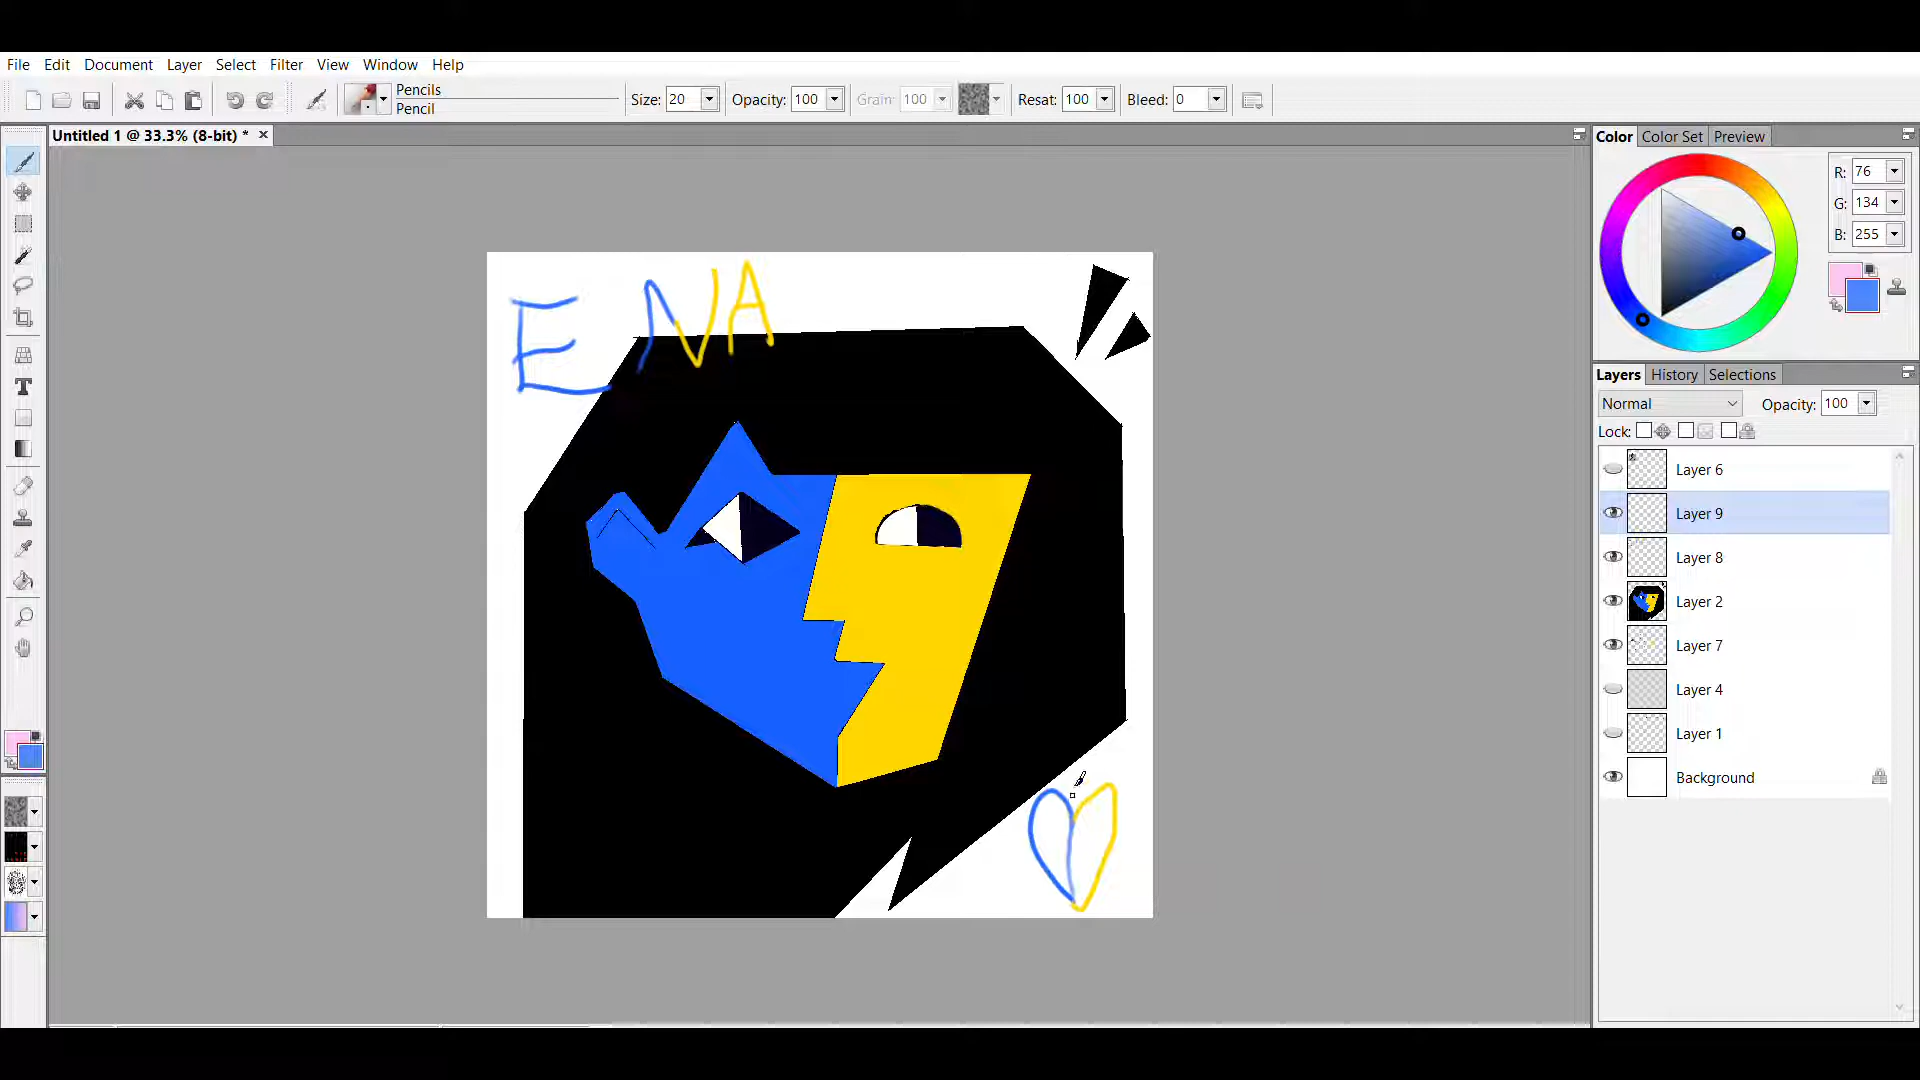 File Edit Document Layer Select Filter View Window Help
Pencils
Pencil
Size: 20 Opacity: 100 Grain: 100 Resat: 100 Bleed: 0
Untitled 1 @ 33.3% (8-bit) * ×
Color Color Set Preview
R: 76
G: 134
B: 255
ENA
T
Layers History Selections
Normal Opacity: 100
Lock:
Layer 6
Layer 9
Layer 8
Layer 2
Layer 7
Layer 4
Layer 1
Background